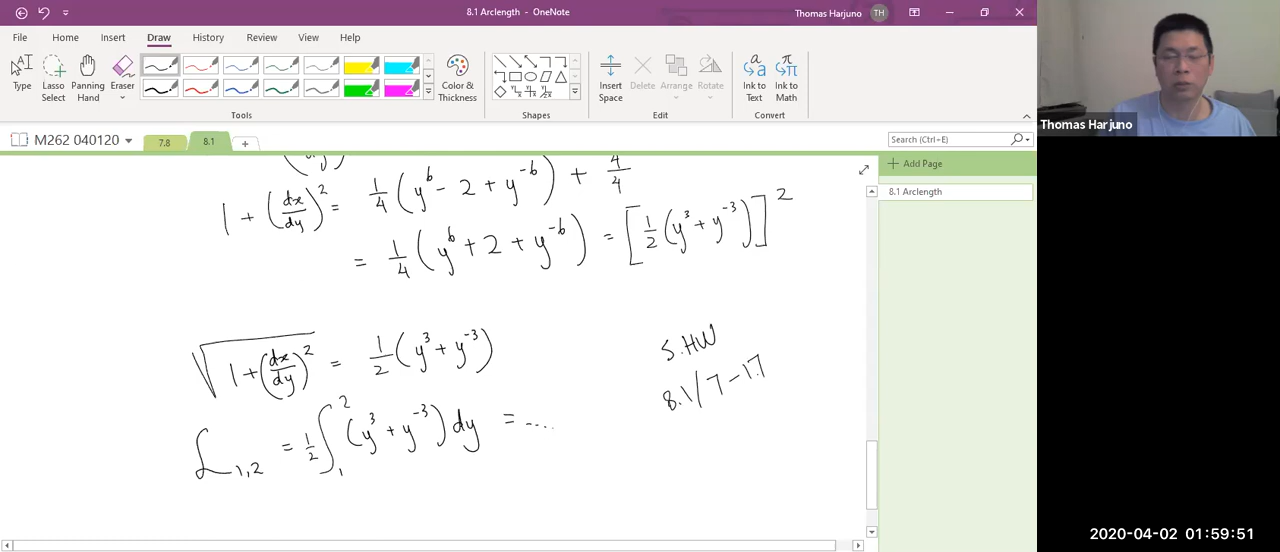 8.1 Arclength - OneNote
Thomas Harjuno TH
File Home Insert Draw History Review View Help
Type
Lasso Select
Panning Hand
Eraser
Color & Thickness
Insert Space
Delete
Arrange
Rotate
Ink to Text
Ink to Math
Tools
Shapes
Edit
Convert
M262 040120
7.8
8.1
Search (Ctrl+E)
Add Page
8.1 Arclength
1 + (dx/dy)² = 1/4 (y⁶ - 2 + y⁻⁶) + 4/4
= 1/4 (y⁶ + 2 + y⁻⁶) = [1/2 (y³ + y⁻³)]²
√(1 + (dx/dy)²) = 1/2 (y³ + y⁻³)
L₁,₂ = 1/2 ∫₁² (y³ + y⁻³) dy = ....
S.HW
8.1/7-17
Thomas Harjuno
2020-04-02 01:59:51